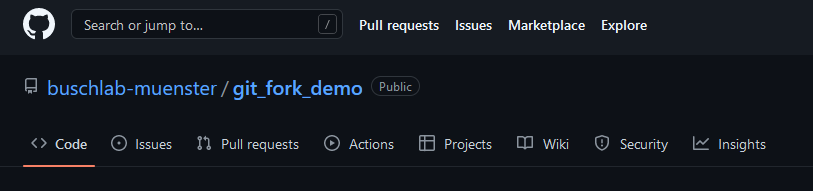 Search or jump to... / Pull requests Issues Marketplace Explore
buschlab-muenster / git_fork_demo Public
Code Issues Pull requests Actions Projects Wiki Security Insights